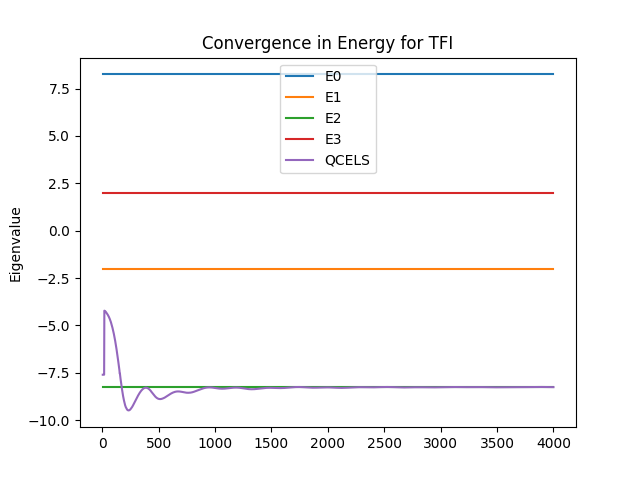 Convergence in Energy for TFI
E0
E1
E2
E3
QCELS
Eigenvalue
7.5
5.0
2.5
0.0
−2.5
−5.0
−7.5
−10.0
0 500 1000 1500 2000 2500 3000 3500 4000